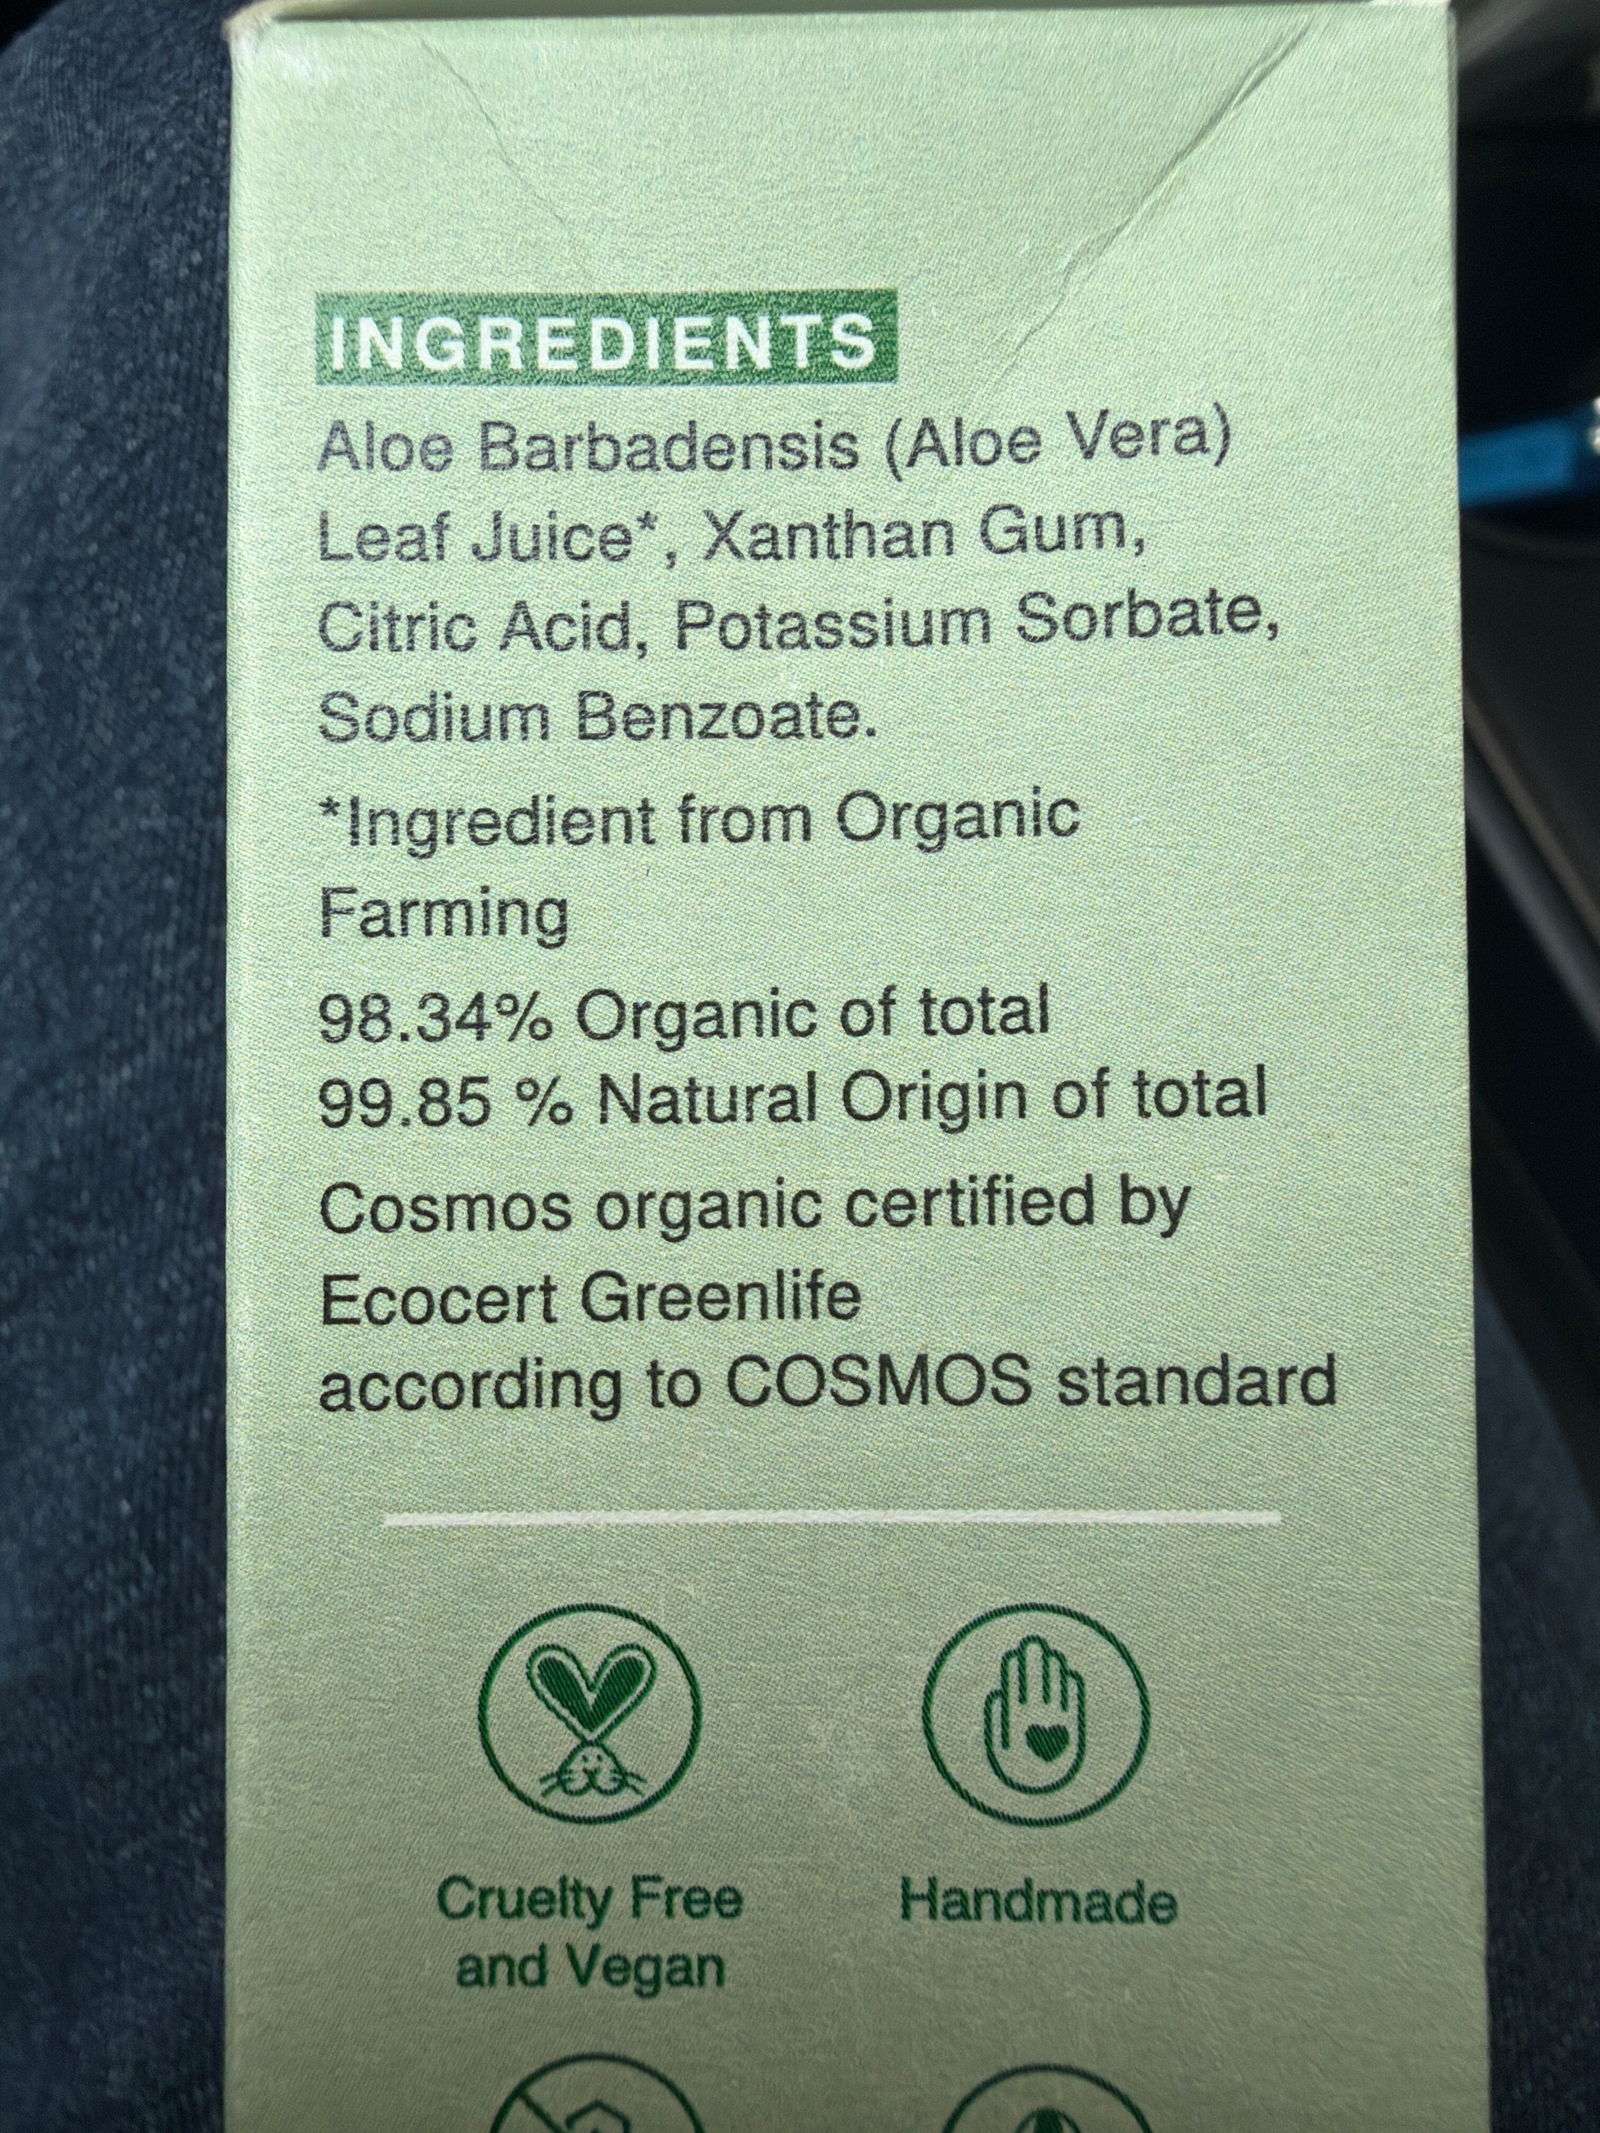 INGREDIENTS
Aloe Barbadensis (Aloe Vera)
Leaf Juice*, Xanthan Gum,
Citric Acid, Potassium Sorbate,
Sodium Benzoate.
*Ingredient from Organic
Farming
98.34% Organic of total
99.85 % Natural Origin of total
Cosmos organic certified by
Ecocert Greenlife
according to COSMOS standard
Cruelty Free
and Vegan
Handmade